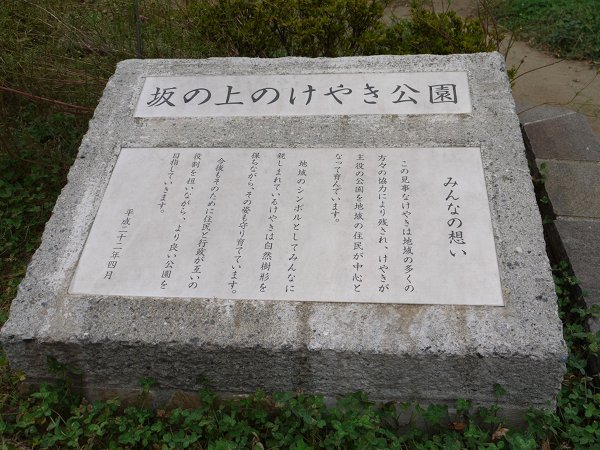 坂の上のけやき公園
みんなの想い
この見事なけやきは地域の多くの
方々の協力により残され、けやきが
主役の公園を地域の住民が中心と
なって育んでいます。
地域のシンボルとしてみんなに
親しまれているけやきは自然樹形を
保ちながら、その姿も守り育てています。
今後もそのために住民と行政が互いの
役割を担いながら、より良い公園を
目指していきます。
平成二十二年四月